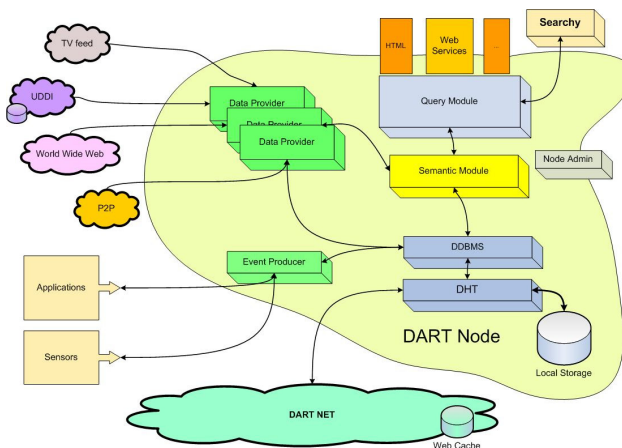 Searchy
HTML
Web
Services
...
TV feed
UDDI
Data Provider
Query Module
Data Provider
World Wide Web
Data Provider
Semantic Module
Node Admin
P2P
DDBMS
Event Producer
Applications
DHT
DART Node
Sensors
Local Storage
DART NET
Web Cache